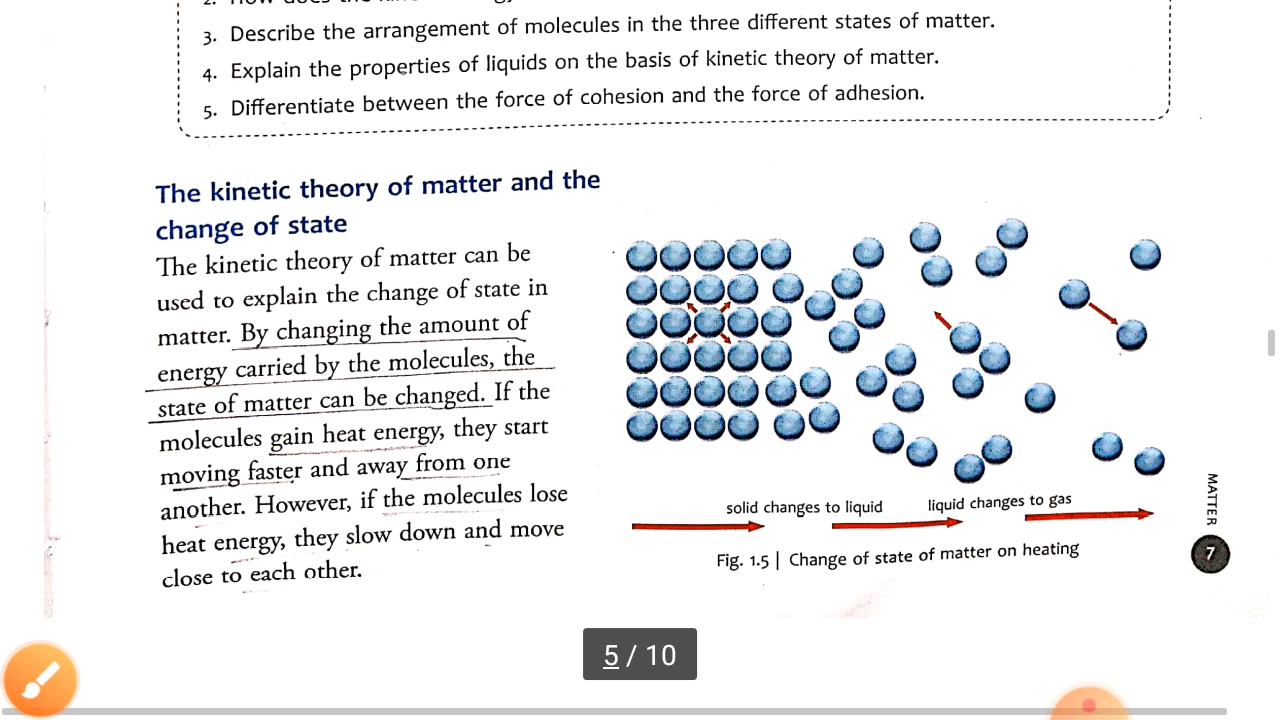 3. Describe the arrangement of molecules in the three different states of matter.
4. Explain the properties of liquids on the basis of kinetic theory of matter.
5. Differentiate between the force of cohesion and the force of adhesion.
The kinetic theory of matter and the
change of state
The kinetic theory of matter can be
used to explain the change of state in
matter. By changing the amount of
energy carried by the molecules, the
state of matter can be changed. If the
molecules gain heat energy, they start
moving faster and away from one
another. However, if the molecules lose
heat energy, they slow down and move
close to each other.
solid changes to liquid
liquid changes to gas
Fig. 1.5 | Change of state of matter on heating
MATTER
7
5 / 10